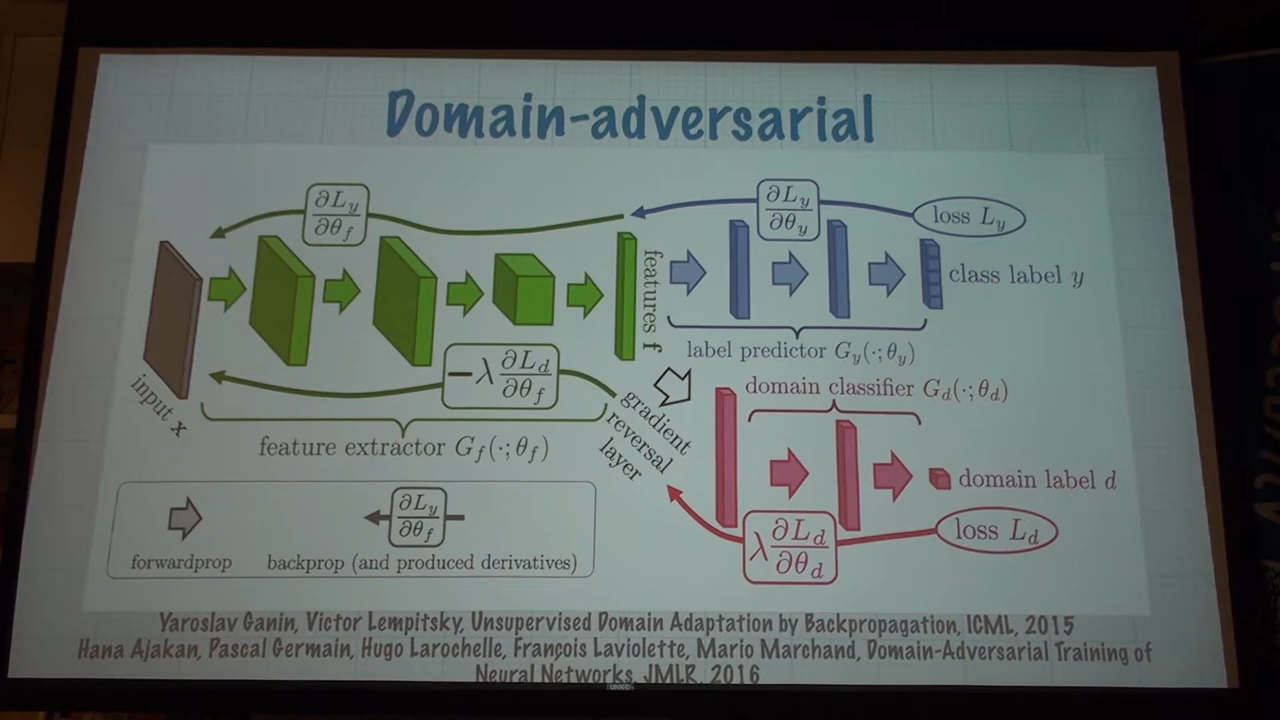 Domain-adversarial
∂L_y/∂θ_f
∂L_y/∂θ_y
loss L_y
features f
class label y
label predictor G_y(·; θ_y)
input x
−λ ∂L_d/∂θ_f
gradient
reversal
layer
domain classifier G_d(·; θ_d)
feature extractor G_f(·; θ_f)
domain label d
loss L_d
λ ∂L_d/∂θ_d
∂L_y/∂θ_f
forwardprop
backprop (and produced derivatives)
Yaroslav Ganin, Victor Lempitsky, Unsupervised Domain Adaptation by Backpropagation, ICML, 2015
Hana Ajakan, Pascal Germain, Hugo Larochelle, François Laviolette, Mario Marchand, Domain-Adversarial Training of
Neural Networks, JMLR, 2016